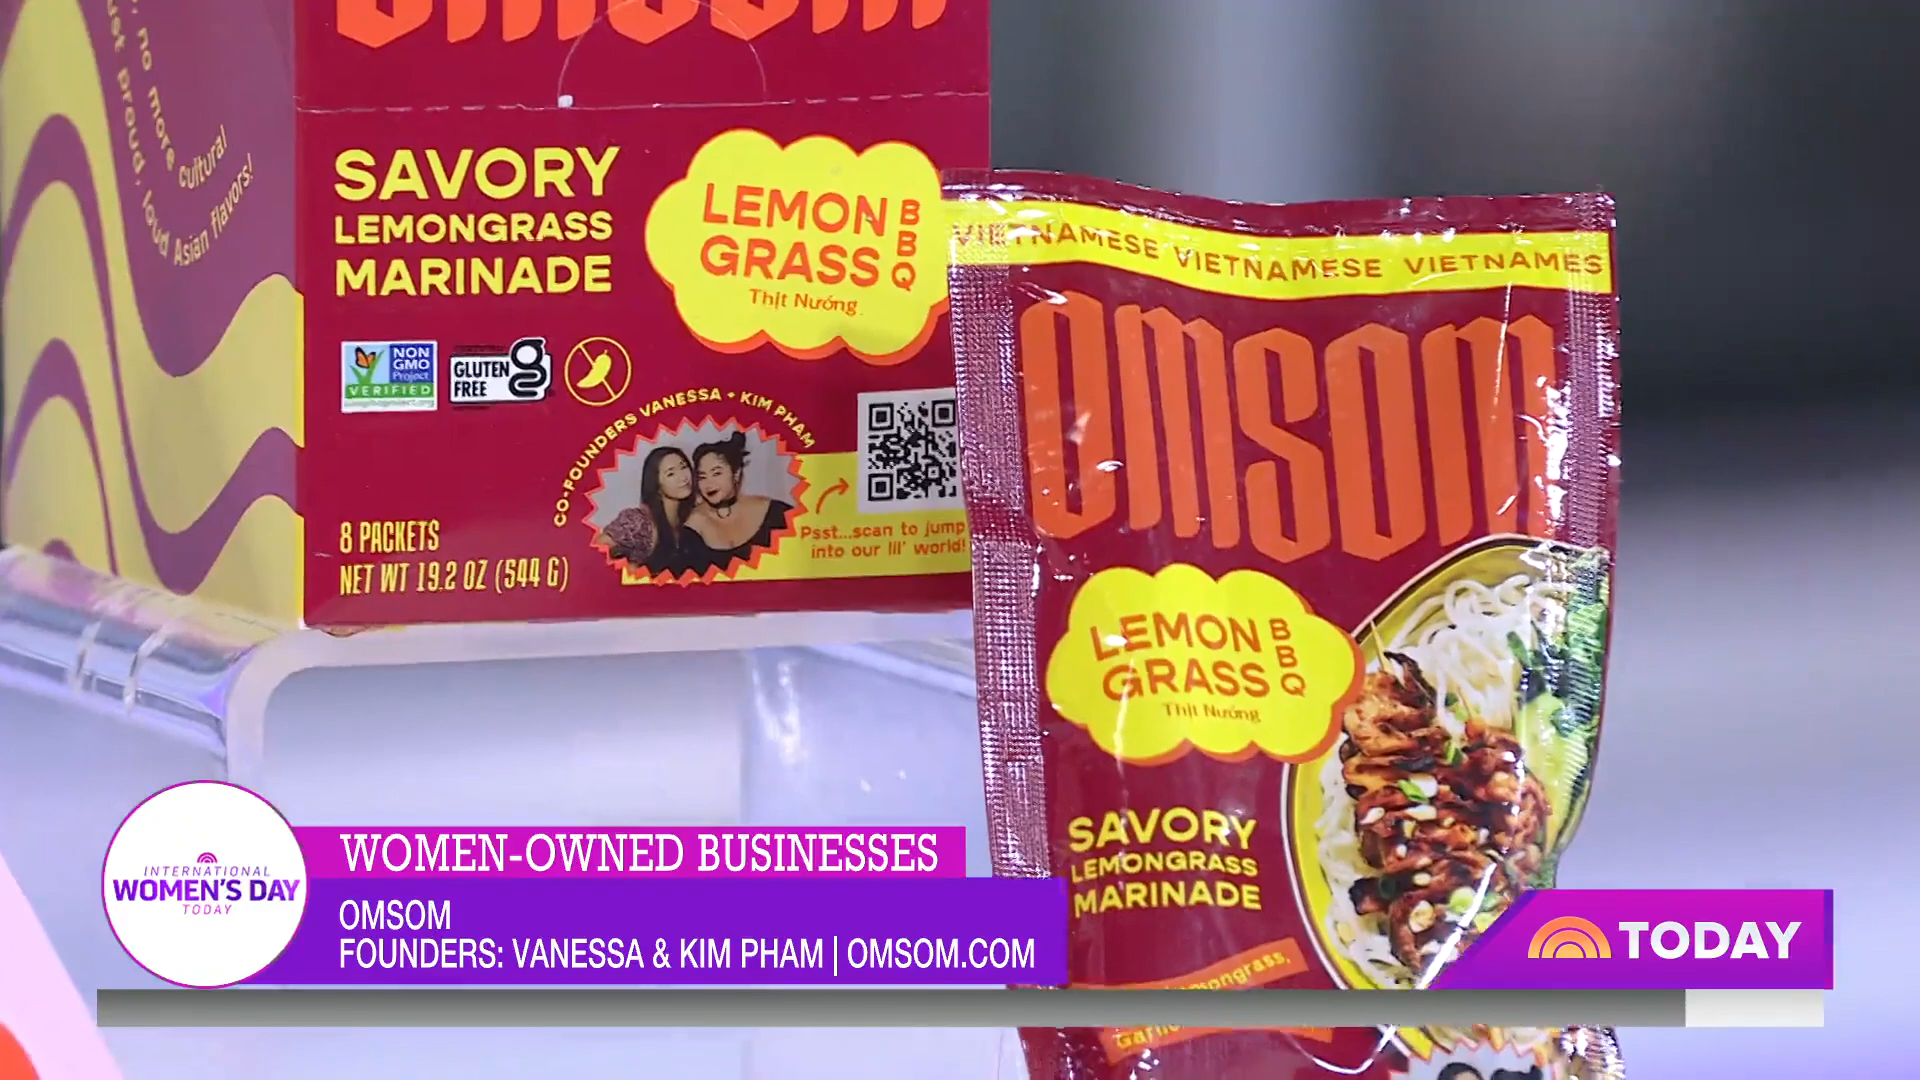 omsom
no more cultural
proud, loud Asian flavors!
SAVORY
LEMONGRASS
MARINADE
LEMON
GRASS
BBQ
Thịt Nướng
NON
GMO
Project
VERIFIED
GLUTEN
FREE
CO-FOUNDERS VANESSA + KIM PHAM
Psst...scan to jump
into our lil' world!
8 PACKETS
NET WT 19.2 OZ (544 G)
VIETNAMESE VIETNAMESE VIETNAMES
omsom
LEMON
GRASS
BBQ
Thịt Nướng
SAVORY
LEMONGRASS
MARINADE
INTERNATIONAL
WOMEN'S DAY
TODAY
WOMEN-OWNED BUSINESSES
OMSOM
FOUNDERS: VANESSA & KIM PHAM | OMSOM.COM
TODAY